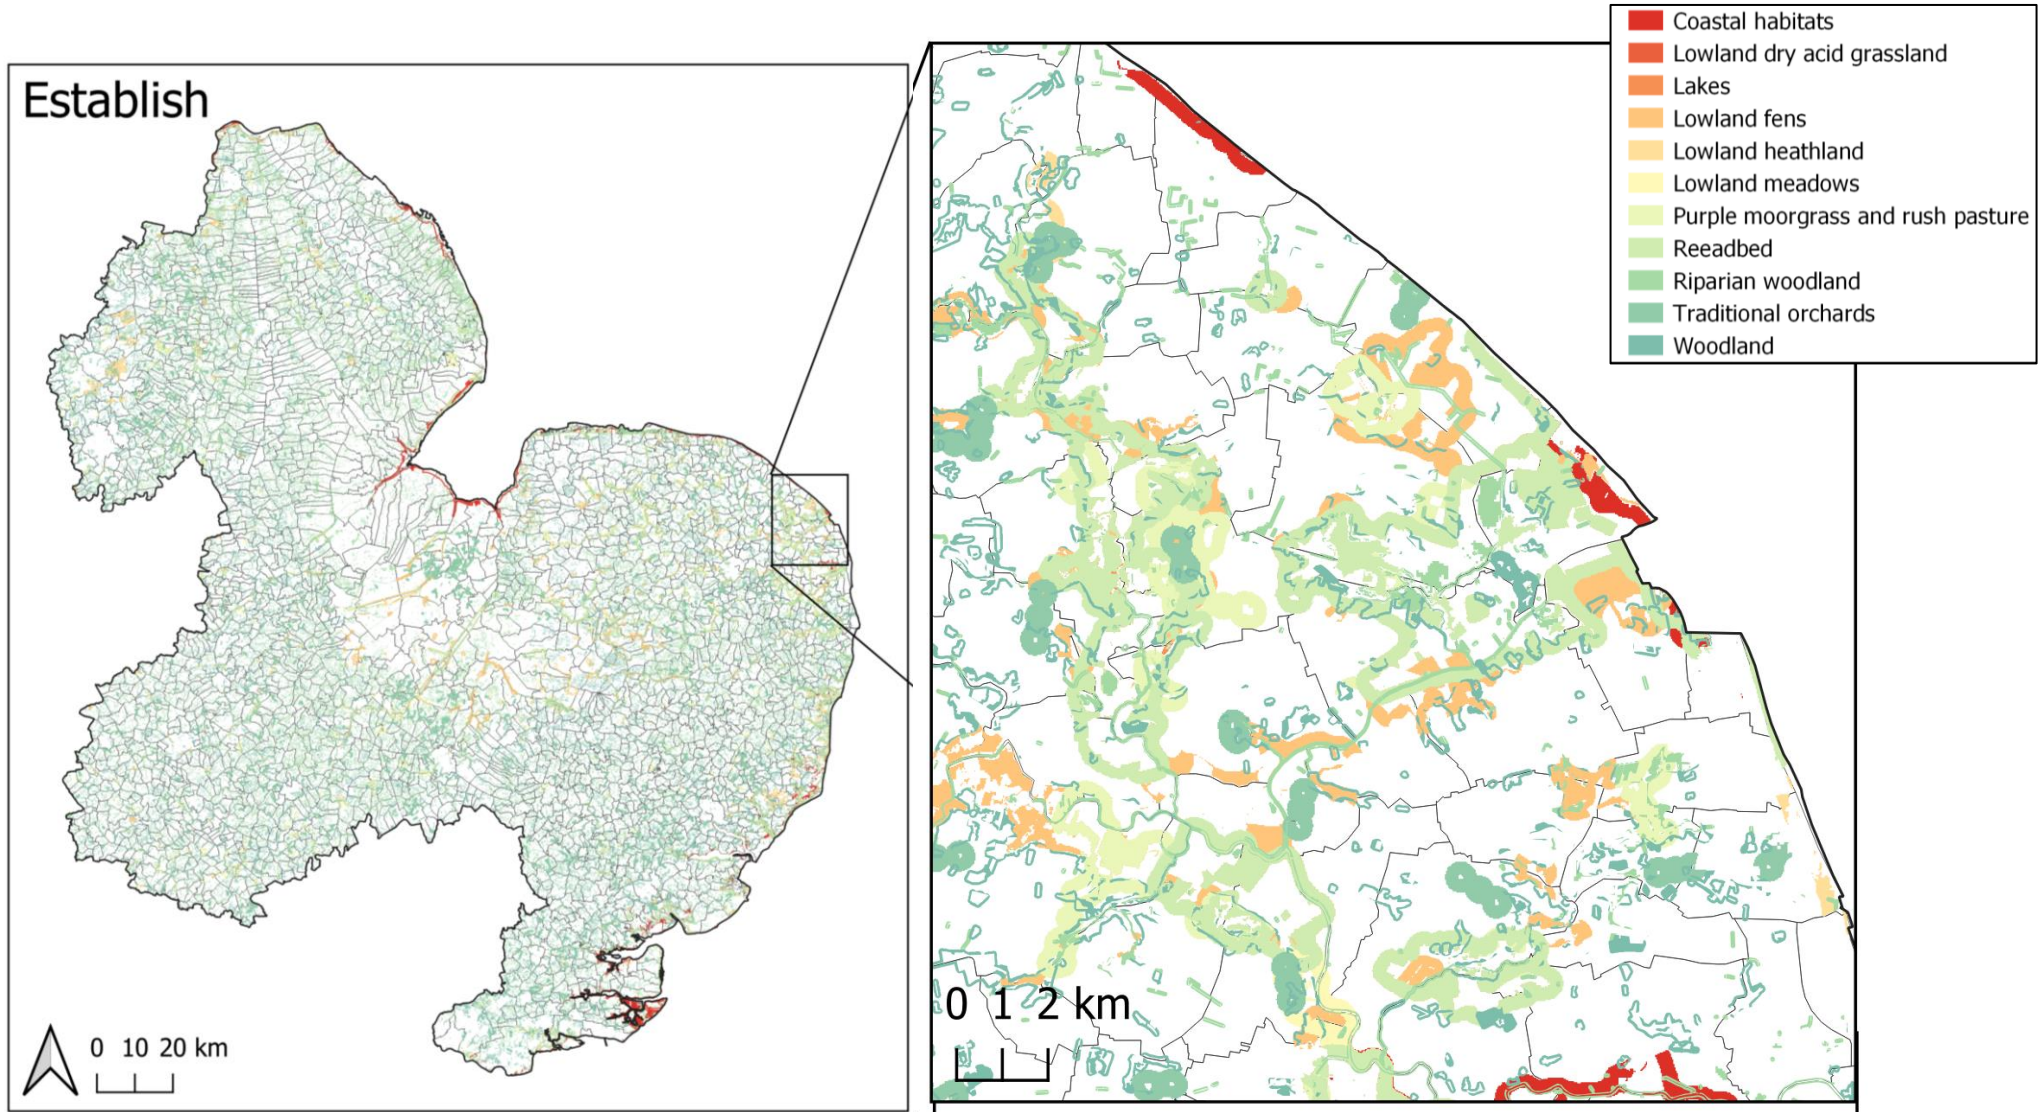 Establish
0 10 20 km
0 1 2 km
Coastal habitats
Lowland dry acid grassland
Lakes
Lowland fens
Lowland heathland
Lowland meadows
Purple moorgrass and rush pasture
Reeadbed
Riparian woodland
Traditional orchards
Woodland